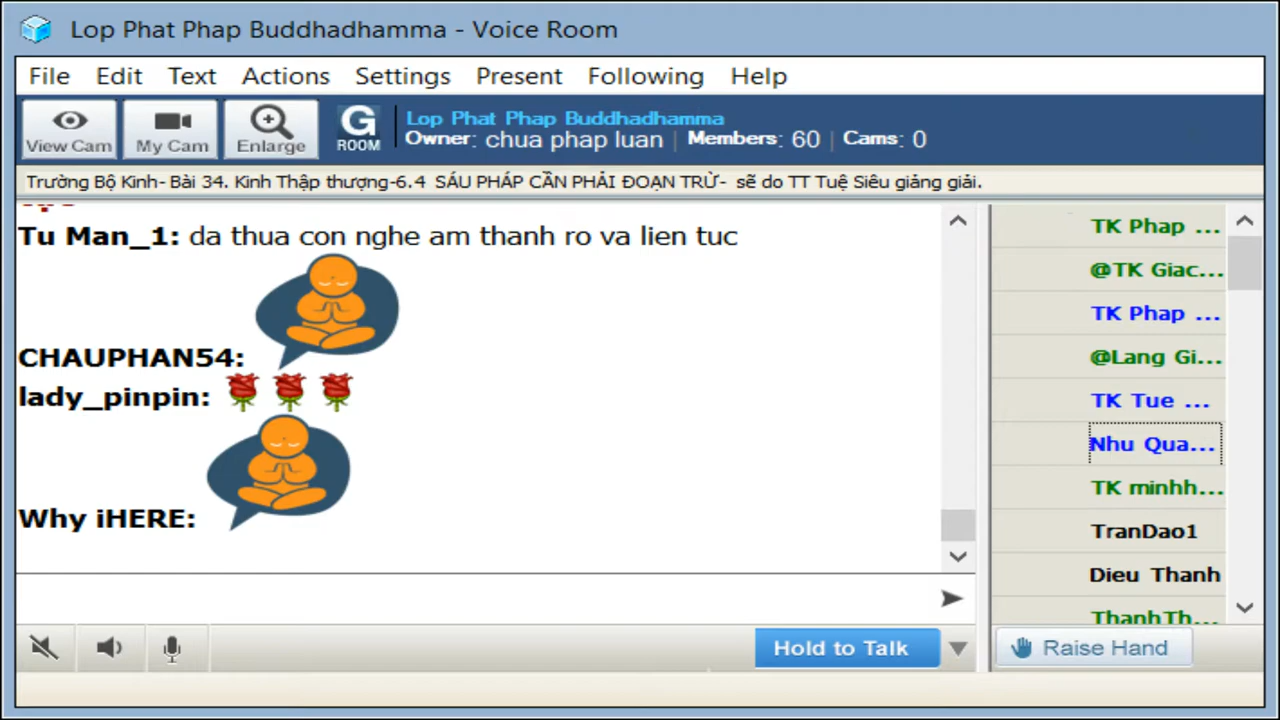 Lop Phat Phap Buddhadhamma - Voice Room
File Edit Text Actions Settings Present Following Help
View Cam My Cam Enlarge G ROOM
Lop Phat Phap Buddhadhamma
Owner: chua phap luan | Members: 60 | Cams: 0
Trường Bộ Kinh- Bài 34. Kinh Thập thượng-6.4 SÁU PHÁP CẦN PHẢI ĐOẠN TRỪ- sẽ do TT Tuệ Siêu giảng giải.
Tu Man_1: da thua con nghe am thanh ro va lien tuc
CHAUPHAN54:
lady_pinpin:
Why iHERE:
TK Phap ...
@TK Giac...
TK Phap ...
@Lang Gi...
TK Tue ...
Nhu Qua...
TK minhh...
TranDao1
Dieu Thanh
ThanhTh...
Hold to Talk
Raise Hand